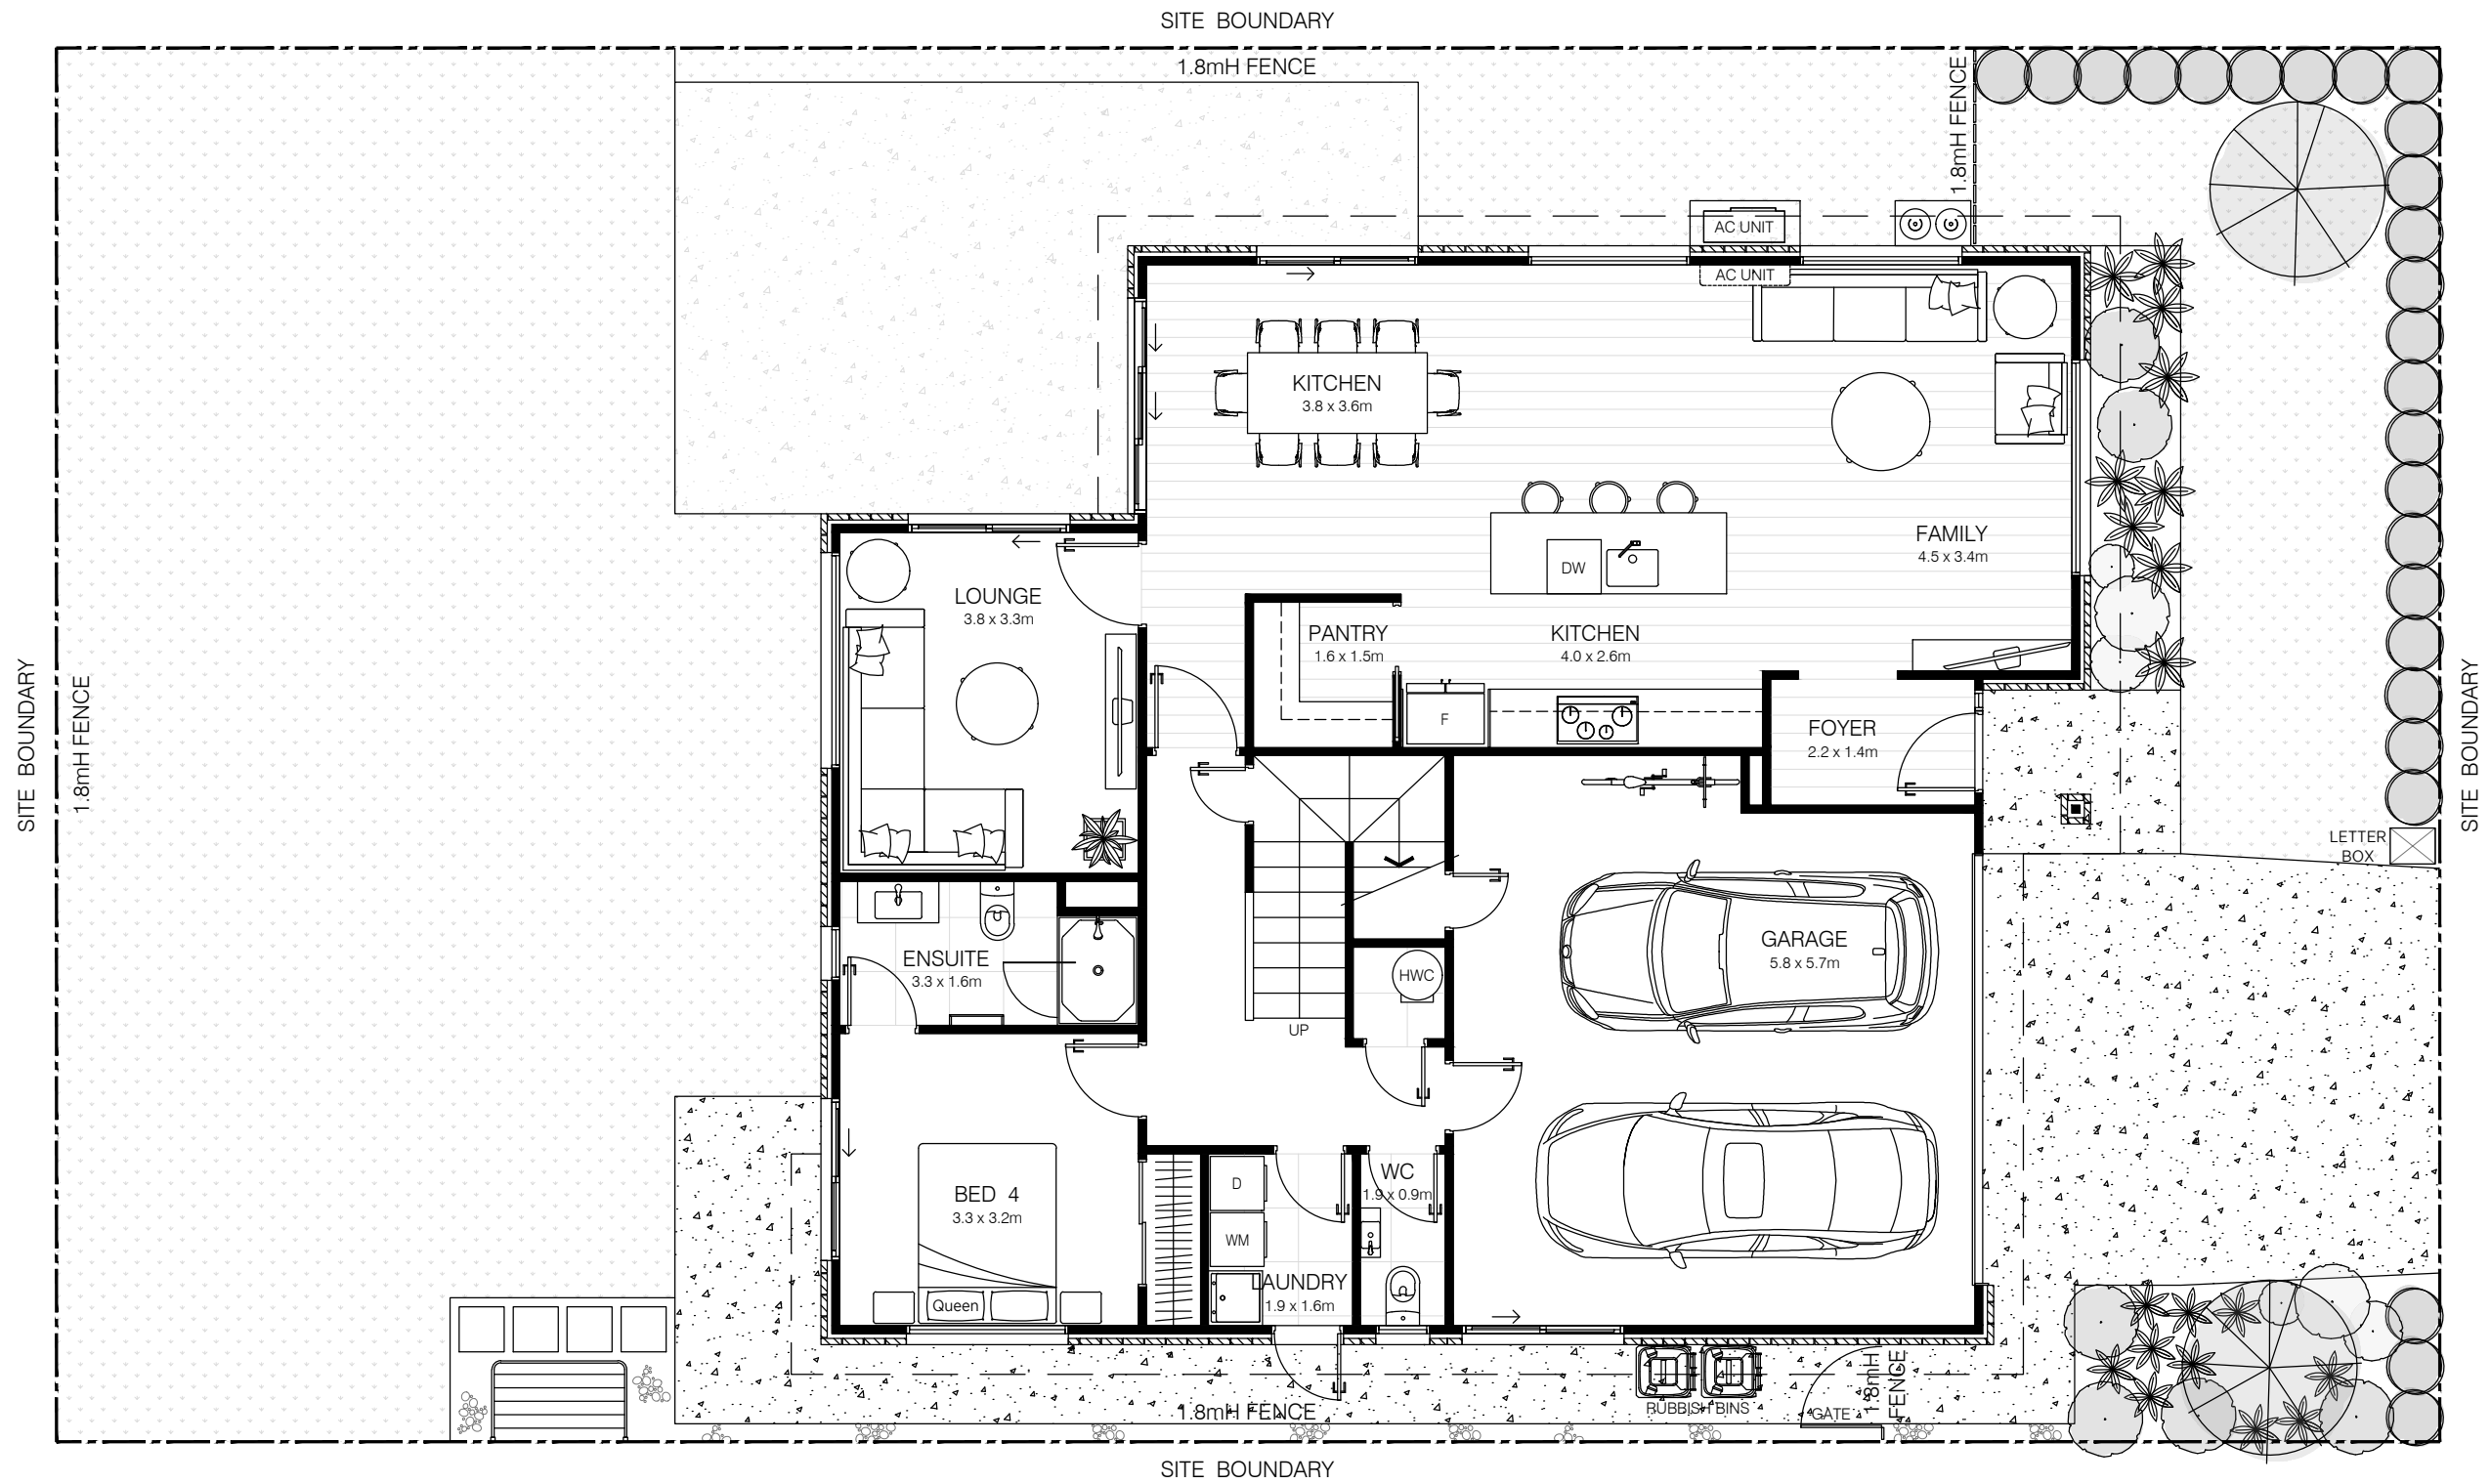 SITE BOUNDARY
1.8mH FENCE
1.8mH FENCE
AC UNIT
AC UNIT
KITCHEN
3.8 x 3.6m
FAMILY
4.5 x 3.4m
DW
LOUNGE
3.8 x 3.3m
PANTRY
1.6 x 1.5m
KITCHEN
4.0 x 2.6m
F
FOYER
2.2 x 1.4m
SITE BOUNDARY
1.8mH FENCE
SITE BOUNDARY
LETTER
BOX
GARAGE
5.8 x 5.7m
ENSUITE
3.3 x 1.6m
HWC
UP
BED 4
3.3 x 3.2m
Queen
D
WM
WC
1.9 x 0.9m
LAUNDRY
1.9 x 1.6m
1.8mH FENCE
RUBBISH BINS
GATE
1.8mH
FENCE
SITE BOUNDARY